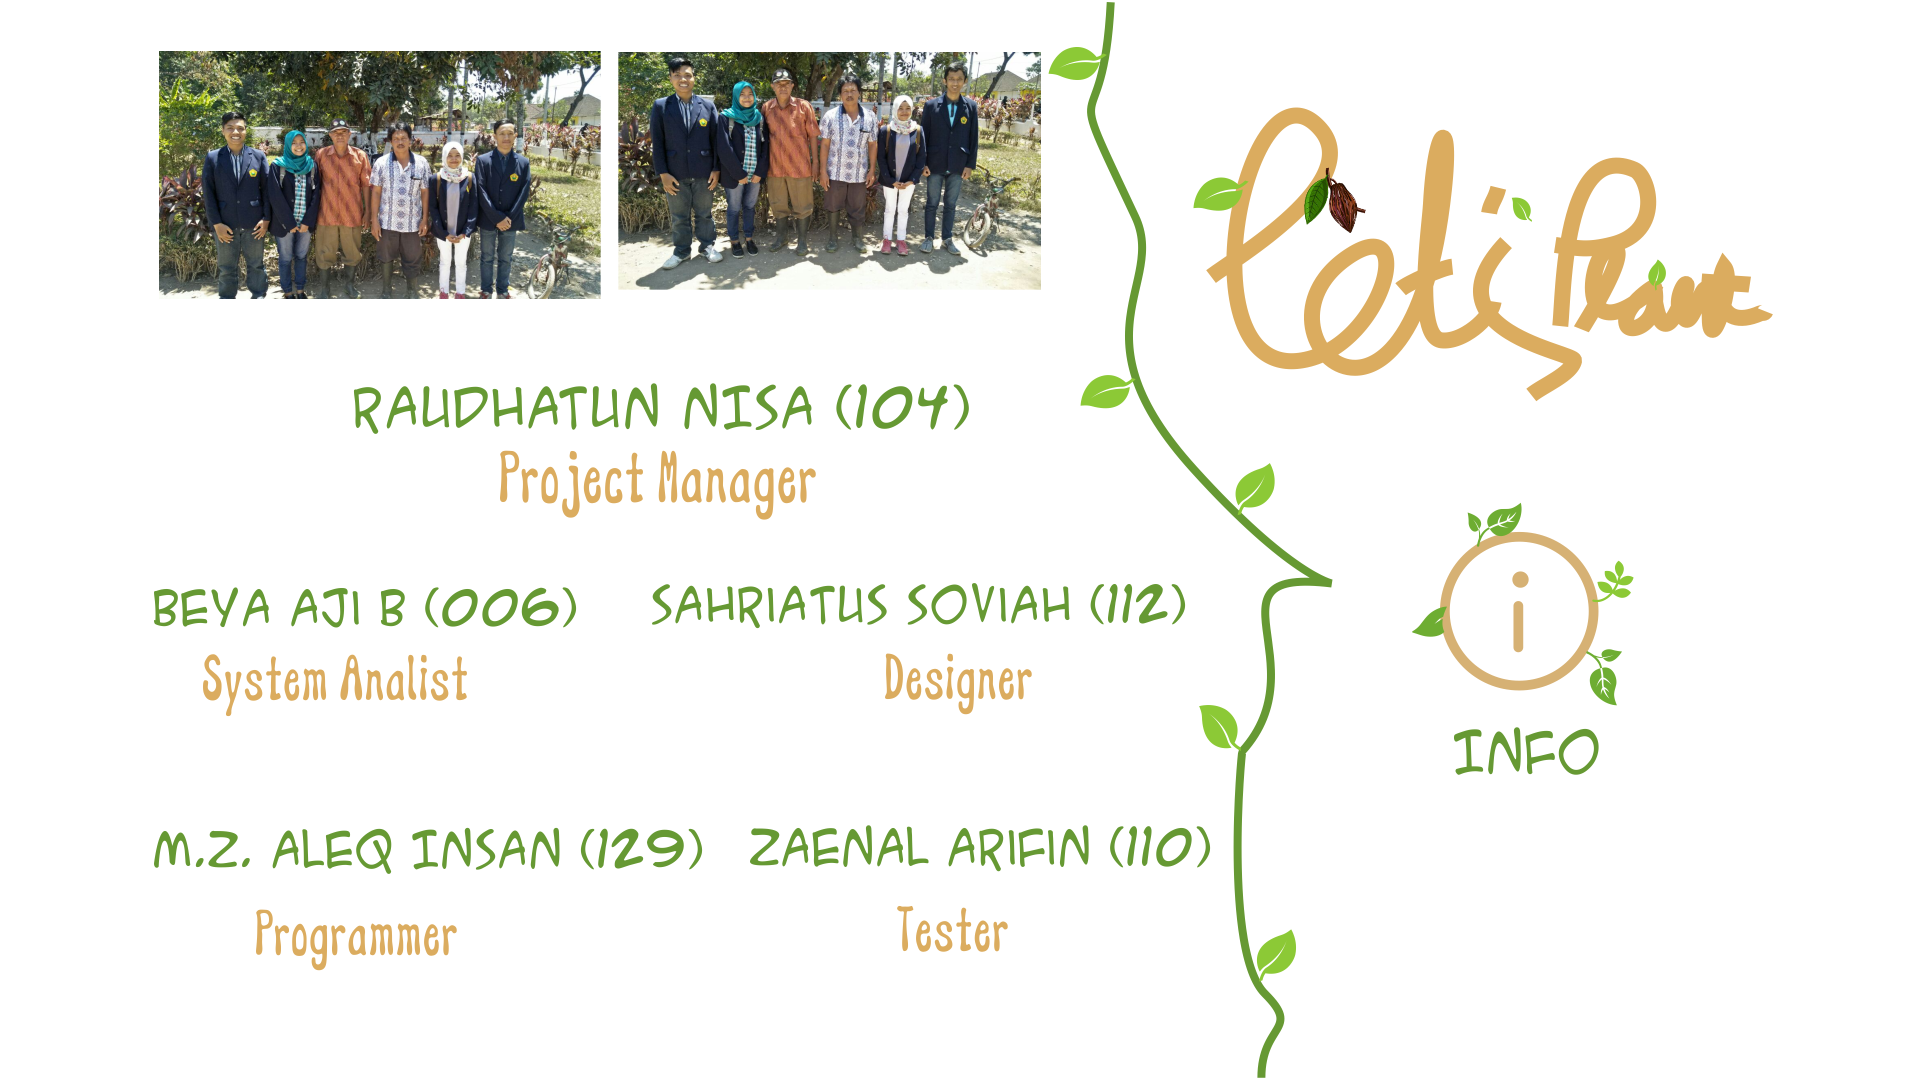 RAUDHATUN NISA (104)
Project Manager
BEYA AJI B (006)
System Analist
SAHRIATUS SOVIAH (112)
Designer
M.Z. ALEQ INSAN (129)
Programmer
ZAENAL ARIFIN (110)
Tester
Plant
i
INFO